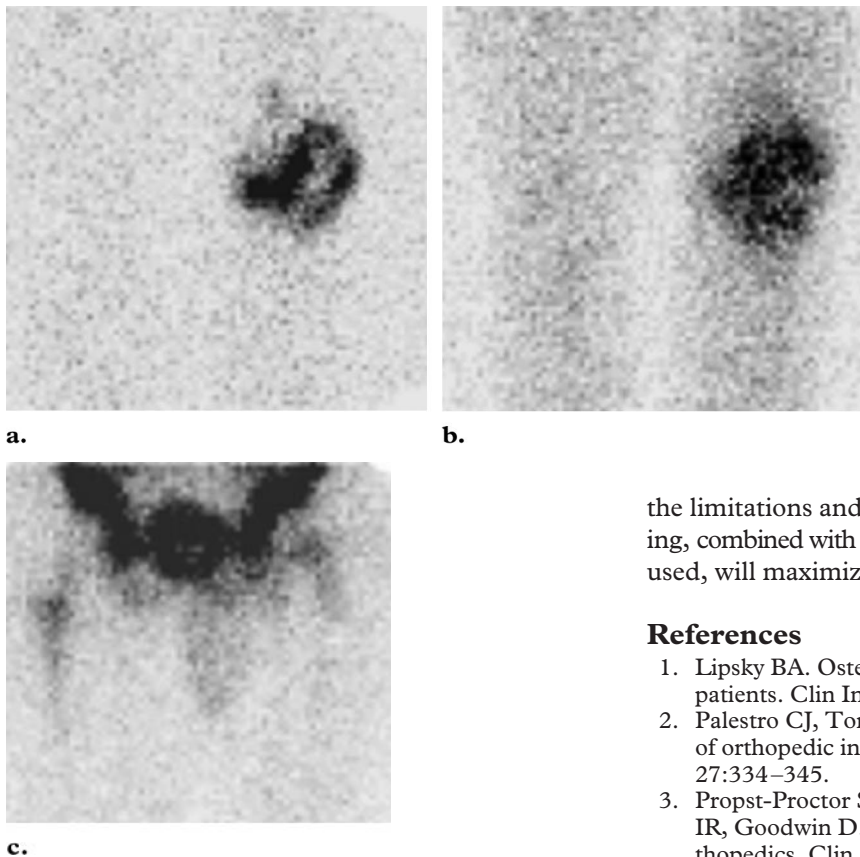 a.
b.
c.
the limitations and
ing, combined with
used, will maximiz
References
1. Lipsky BA. Oste
patients. Clin In
2. Palestro CJ, Tor
of orthopedic in
27:334–345.
3. Propst-Proctor S
IR, Goodwin D
thopedics. Clin